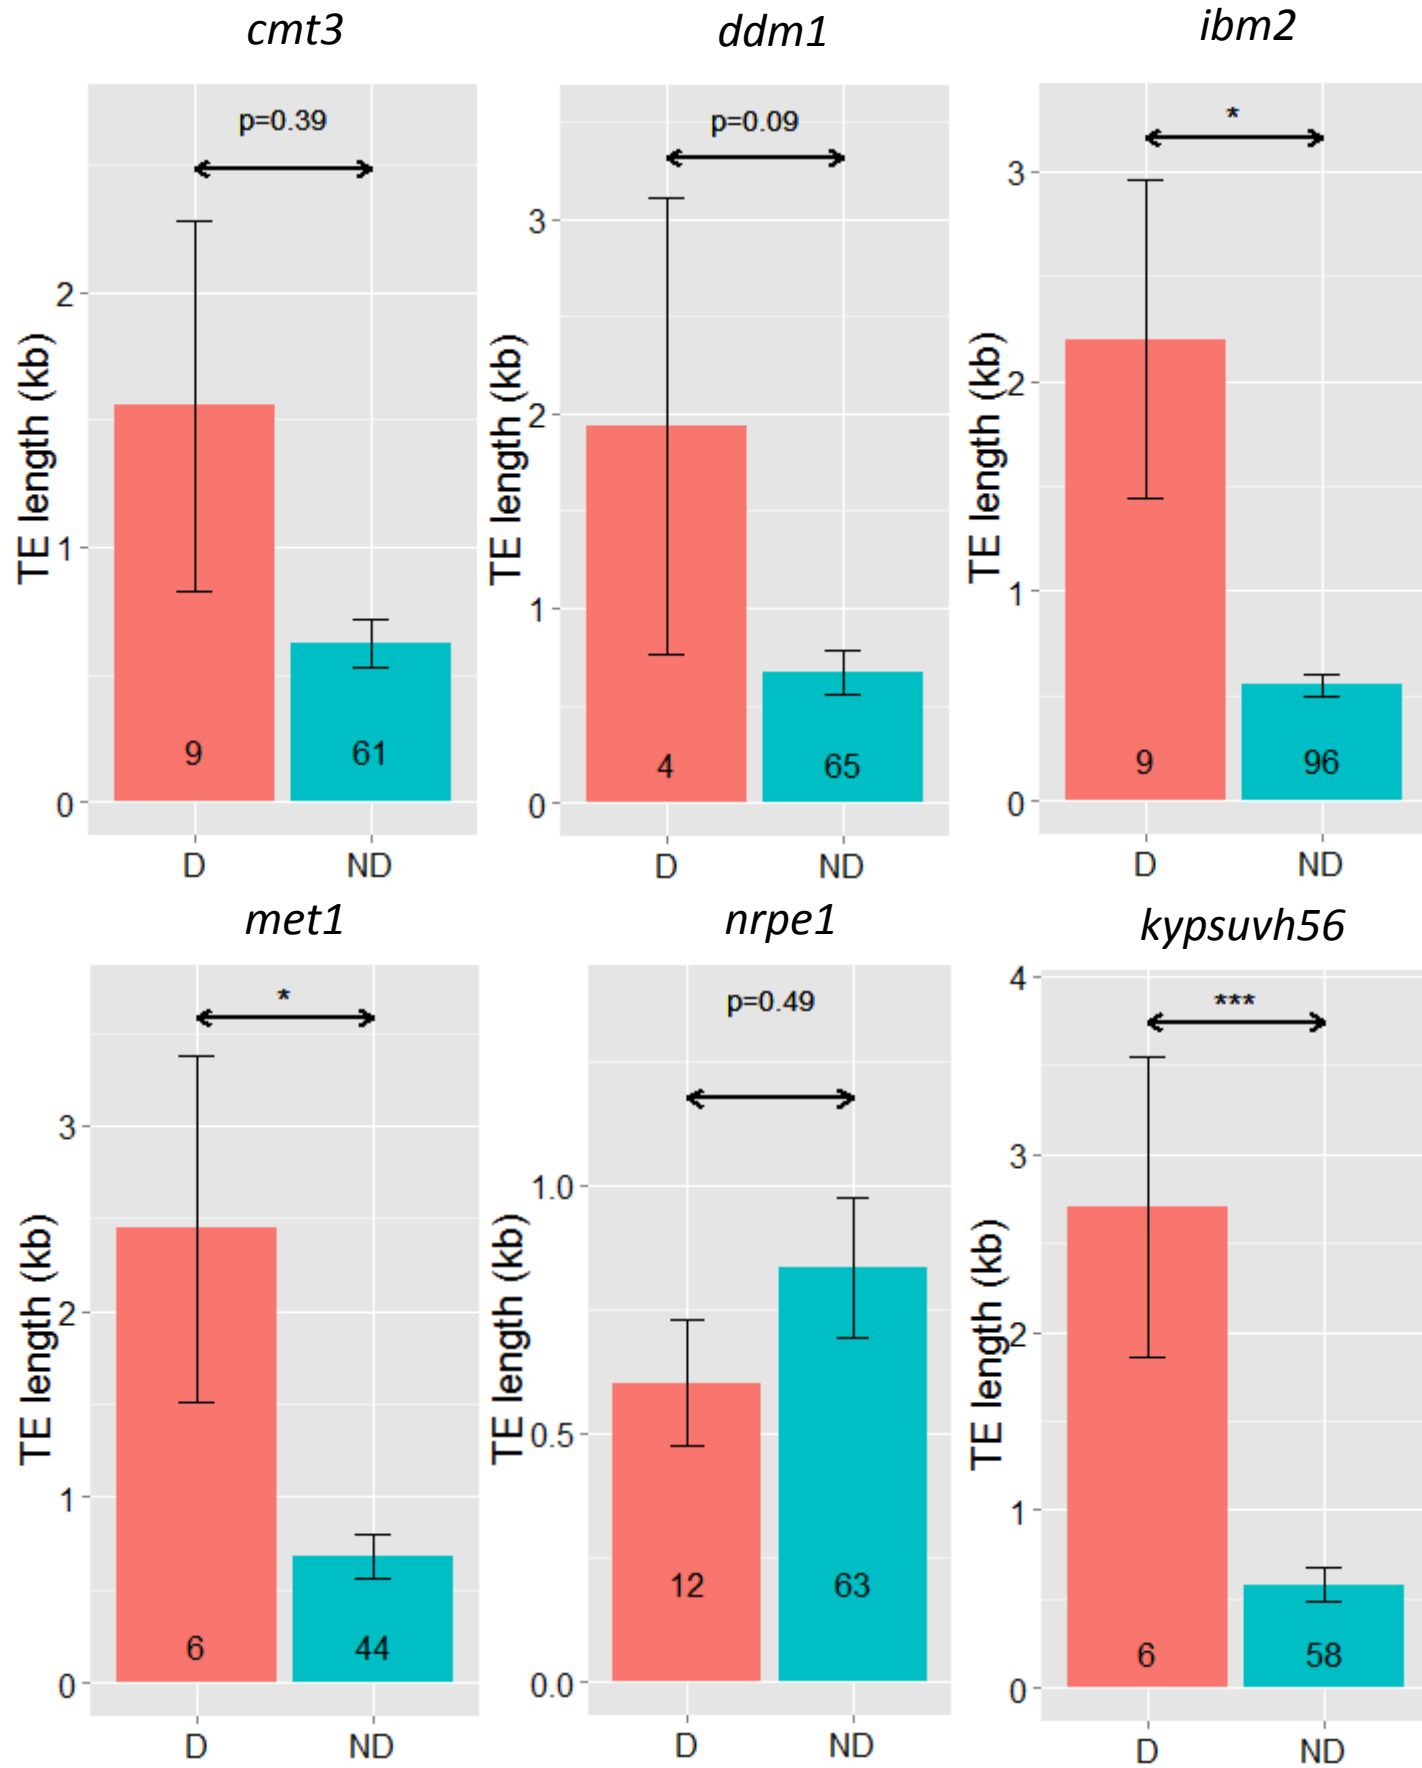 cmt3
ddm1
ibm2
p=0.39
p=0.09
*
TE length (kb)
2
1
0
9
61
D
ND
TE length (kb)
3
2
1
0
4
65
D
ND
TE length (kb)
3
2
1
0
9
96
D
ND
met1
nrpe1
kypsuvh56
*
p=0.49
***
TE length (kb)
3
2
1
0
6
44
D
ND
TE length (kb)
1.0
0.5
0.0
12
63
D
ND
TE length (kb)
4
3
2
1
0
6
58
D
ND